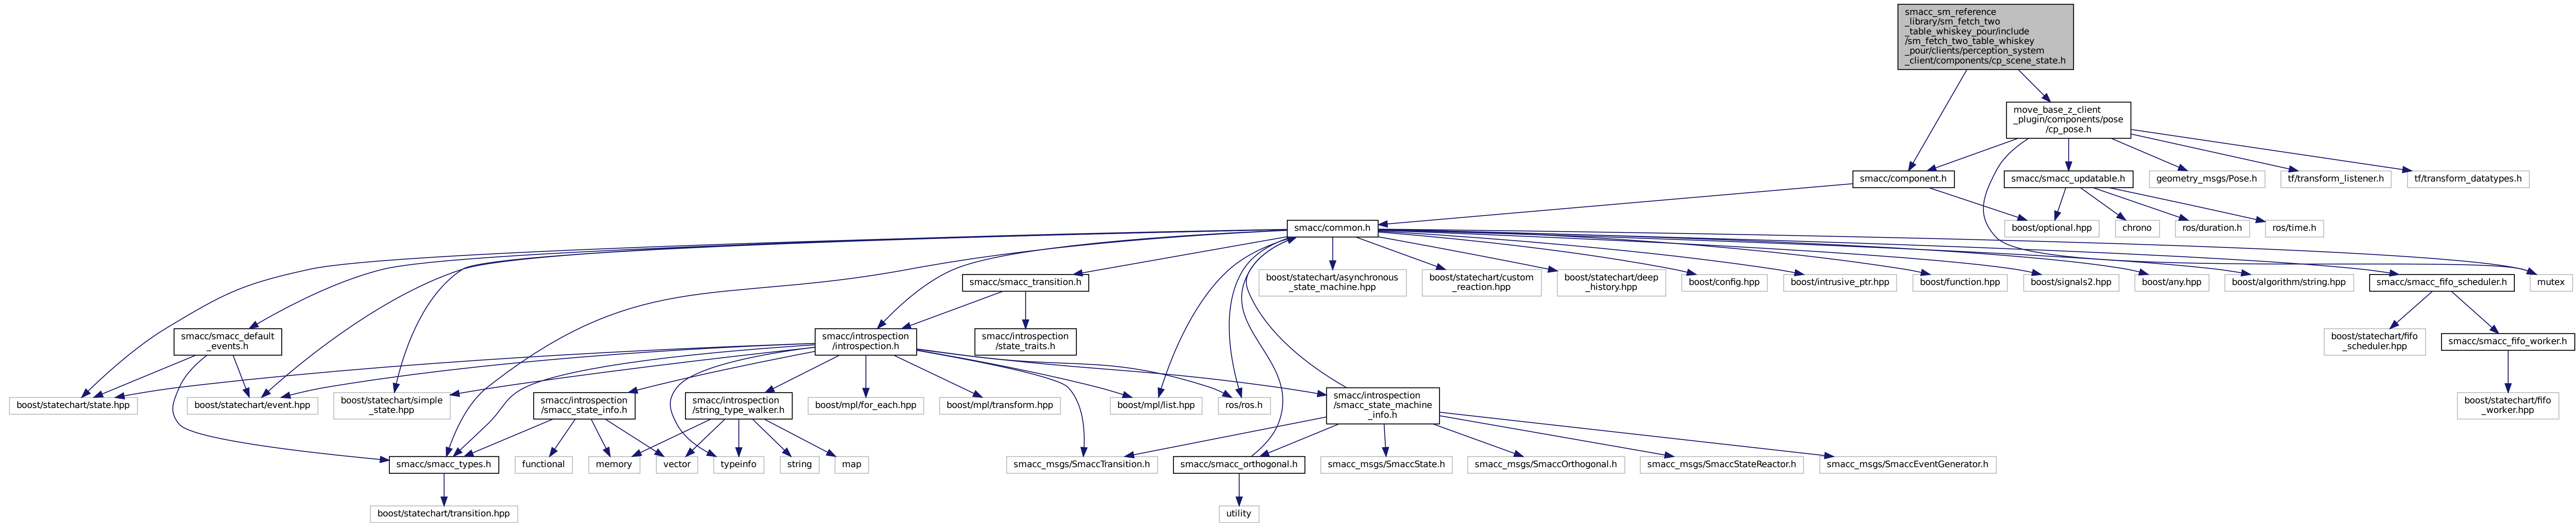 smacc_sm_reference
_library/sm_fetch_two
_table_whiskey_pour/include
/sm_fetch_two_table_whiskey
_pour/clients/perception_system
_client/components/cp_scene_state.h
move_base_z_client
_plugin/components/pose
/cp_pose.h
smacc/component.h
smacc/smacc_updatable.h
geometry_msgs/Pose.h
tf/transform_listener.h
tf/transform_datatypes.h
smacc/common.h
boost/optional.hpp
chrono
ros/duration.h
ros/time.h
smacc/smacc_transition.h
boost/statechart/asynchronous
_state_machine.hpp
boost/statechart/custom
_reaction.hpp
boost/statechart/deep
_history.hpp
boost/config.hpp
boost/intrusive_ptr.hpp
boost/function.hpp
boost/signals2.hpp
boost/any.hpp
boost/algorithm/string.hpp
smacc/smacc_fifo_scheduler.h
mutex
smacc/smacc_default
_events.h
smacc/introspection
/introspection.h
smacc/introspection
/state_traits.h
boost/statechart/fifo
_scheduler.hpp
smacc/smacc_fifo_worker.h
boost/statechart/state.hpp
boost/statechart/event.hpp
boost/statechart/simple
_state.hpp
smacc/introspection
/smacc_state_info.h
smacc/introspection
/string_type_walker.h
boost/mpl/for_each.hpp
boost/mpl/transform.hpp
boost/mpl/list.hpp
ros/ros.h
smacc/introspection
/smacc_state_machine
_info.h
boost/statechart/fifo
_worker.hpp
smacc/smacc_types.h
functional
memory
vector
typeinfo
string
map
smacc_msgs/SmaccTransition.h
smacc/smacc_orthogonal.h
smacc_msgs/SmaccState.h
smacc_msgs/SmaccOrthogonal.h
smacc_msgs/SmaccStateReactor.h
smacc_msgs/SmaccEventGenerator.h
boost/statechart/transition.hpp
utility